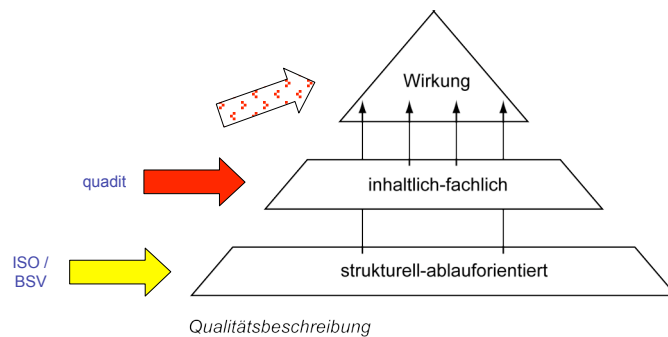 Wirkung
quadit
inhaltlich-fachlich
ISO /
BSV
strukturell-ablauforientiert
Qualitätsbeschreibung